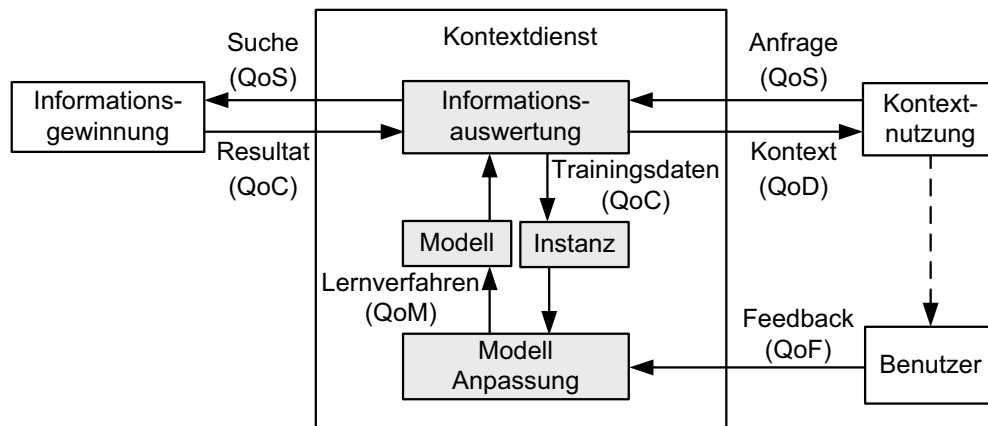 Kontextdienst
Suche
(QoS)
Anfrage
(QoS)
Informations-
gewinnung
Informations-
auswertung
Kontext-
nutzung
Resultat
(QoC)
Trainingsdaten
(QoC)
Kontext
(QoD)
Modell
Instanz
Lernverfahren
(QoM)
Modell
Anpassung
Feedback
(QoF)
Benutzer